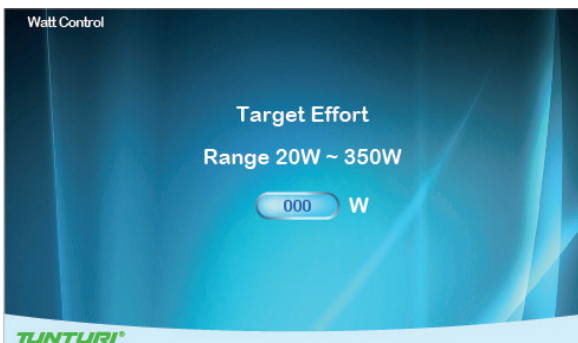 Watt Control
Target Effort
Range 20W ~ 350W
000 W
TUNTURI®